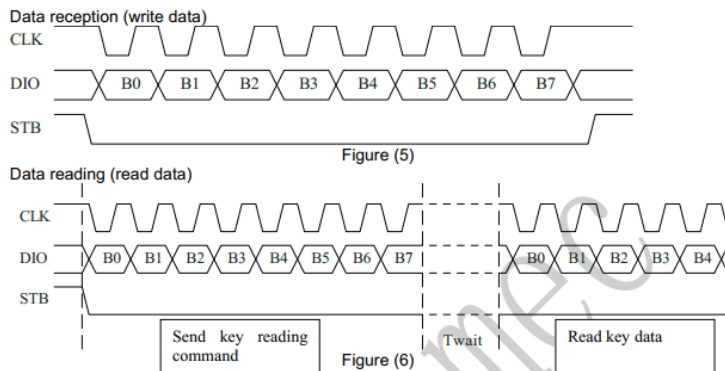 Data reception (write data)
CLK
DIO B0 B1 B2 B3 B4 B5 B6 B7
STB
Figure (5)
Data reading (read data)
CLK
DIO B0 B1 B2 B3 B4 B5 B6 B7 B0 B1 B2 B3 B4
STB
Send key reading
command
Twait
Read key data
Figure (6)